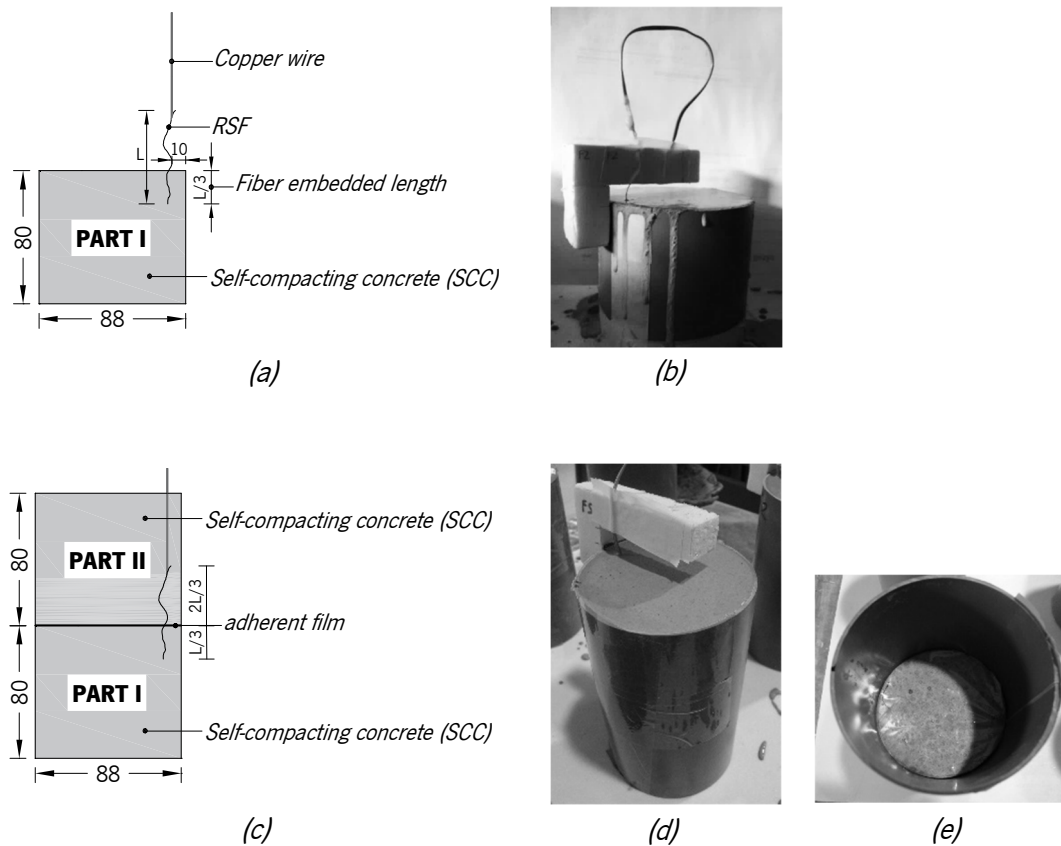 Copper wire
RSF
L
10
L/3
Fiber embedded length
80
PART I
Self-compacting concrete (SCC)
88
(a)
(b)
80
Self-compacting concrete (SCC)
PART II
2L/3
adherent film
L/3
80
PART I
Self-compacting concrete (SCC)
88
(c)
F5
(d)
(e)